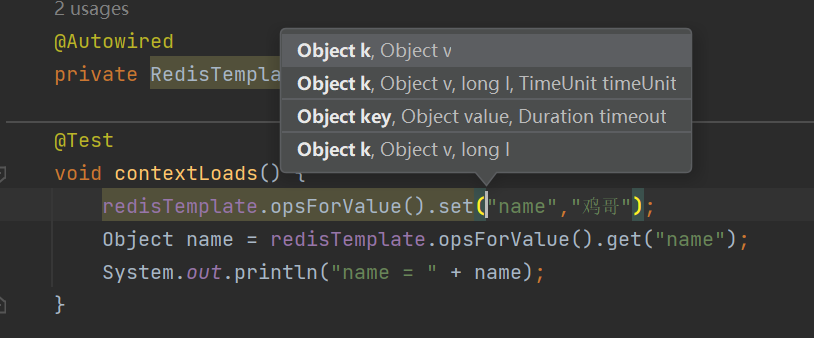 2 usages
@Autowired
private RedisTempla
Object k, Object v
Object k, Object v, long l, TimeUnit timeUnit
Object key, Object value, Duration timeout
Object k, Object v, long l
@Test
void contextLoads() {
redisTemplate.opsForValue().set("name","鸡哥");
Object name = redisTemplate.opsForValue().get("name");
System.out.println("name = " + name);
}